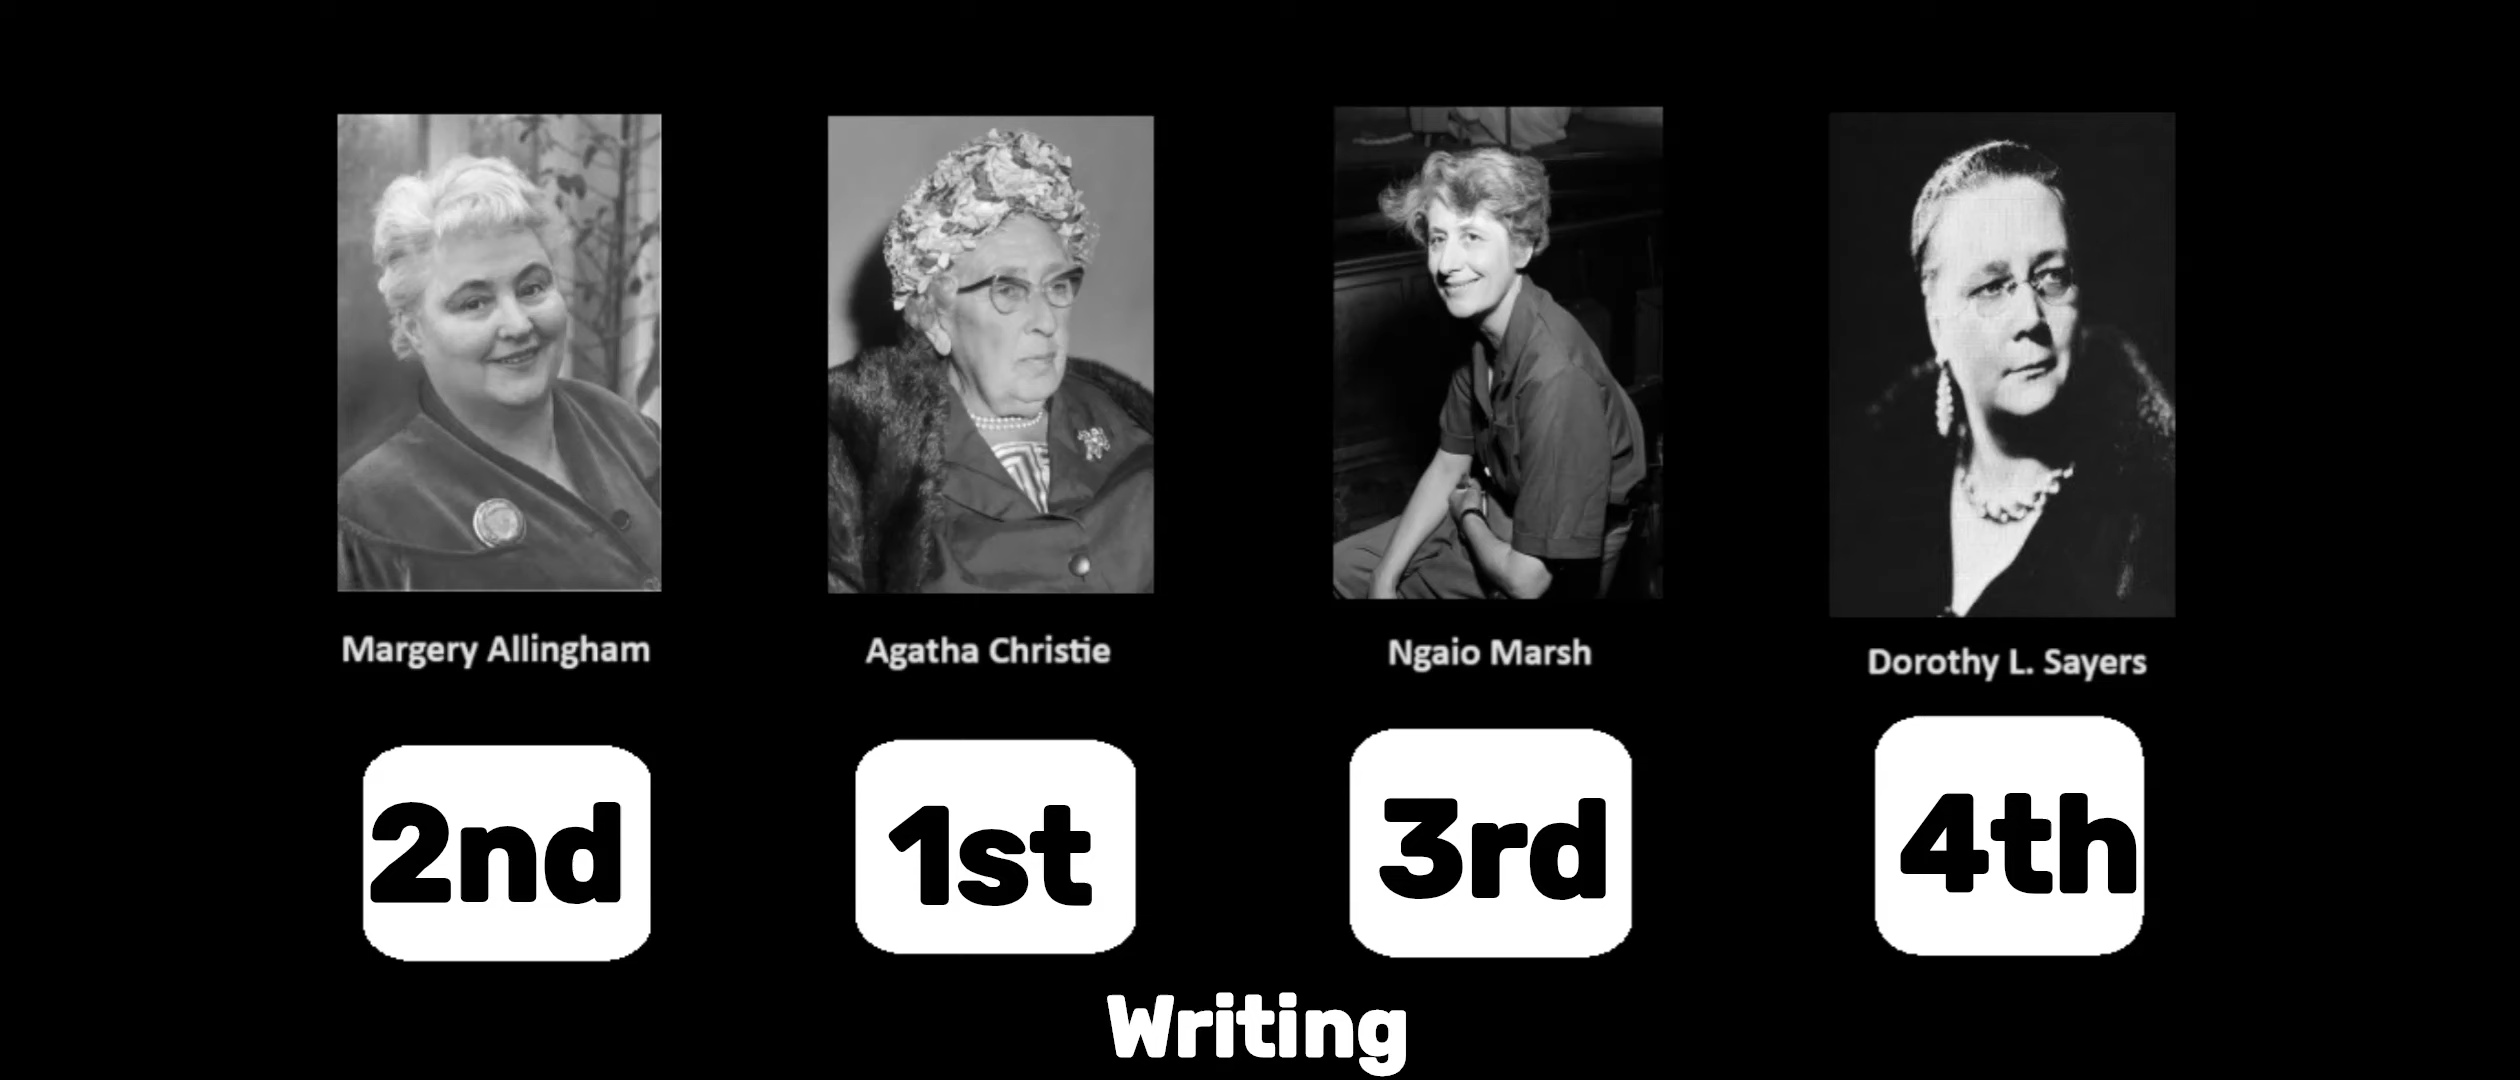 Margery Allingham
Agatha Christie
Ngaio Marsh
Dorothy L. Sayers
2nd
1st
3rd
4th
Writing